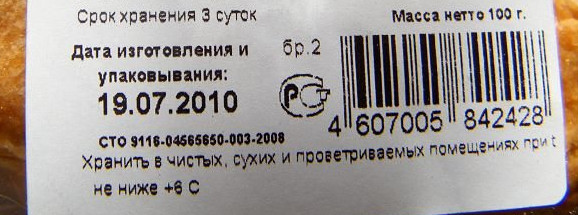 Срок хранения 3 суток
Масса нетто 100 г.
Дата изготовления и
упаковывания:
бр.2
19.07.2010
СТО 9116-04565650-003-2008
4 607005 842428
Хранить в чистых, сухих и проветриваемых помещениях при t
не ниже +6 С